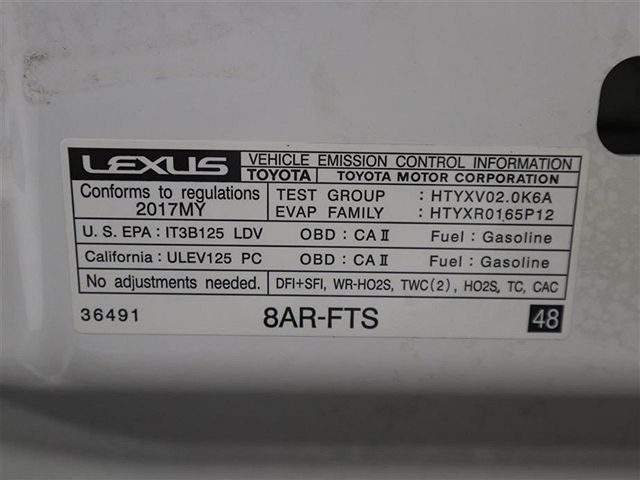 LEXUS VEHICLE EMISSION CONTROL INFORMATION
TOYOTA TOYOTA MOTOR CORPORATION
Conforms to regulations
2017MY
TEST GROUP : HTYXV02.0K6A
EVAP FAMILY : HTYXR0165P12
U. S. EPA : IT3B125 LDV OBD : CA II Fuel : Gasoline
California : ULEV125 PC OBD : CA II Fuel : Gasoline
No adjustments needed. DFI+SFI, WR-HO2S, TWC(2), HO2S, TC, CAC
36491 8AR-FTS 48